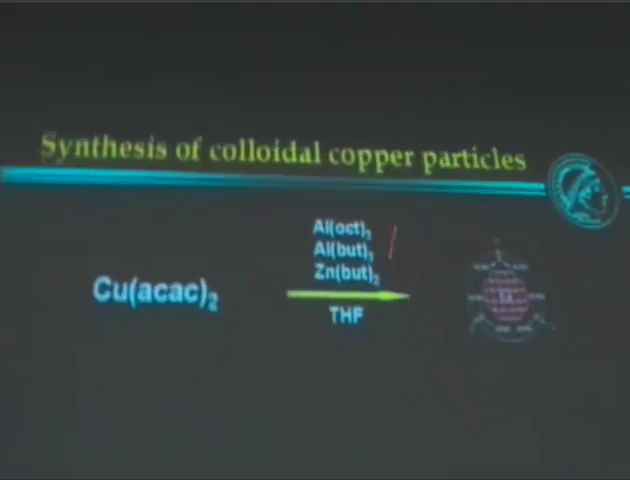 Synthesis of colloidal copper particles
Al(oct)₃
Al(but)₃
Zn(but)₂
Cu(acac)₂
THF